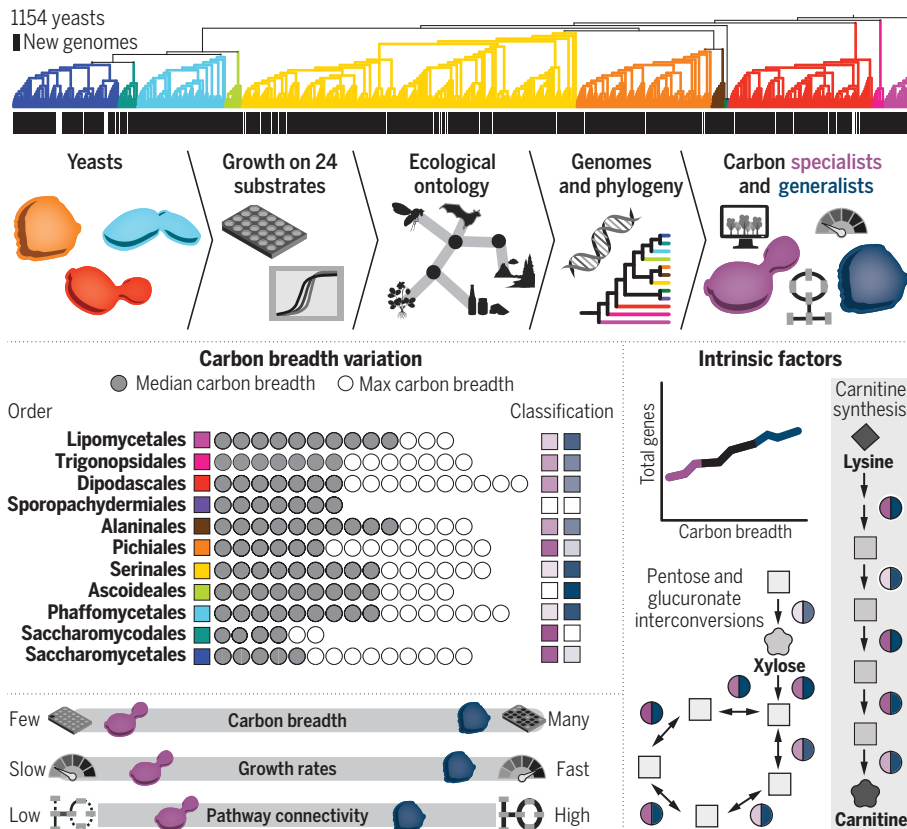 1154 yeasts
New genomes
Yeasts
Growth on 24
substrates
Ecological
ontology
Genomes
and phylogeny
Carbon specialists
and generalists
Carbon breadth variation
Median carbon breadth
Max carbon breadth
Order
Classification
Lipomycetales
Trigonopsidales
Dipodascales
Sporopachydermiales
Alaninales
Pichiales
Serinales
Ascoideales
Phaffomycetales
Saccharomycodales
Saccharomycetales
Few
Carbon breadth
Many
Slow
Growth rates
Fast
Low
Pathway connectivity
High
Intrinsic factors
Total genes
Carbon breadth
Pentose and
glucuronate
interconversions
Xylose
Carnitine
synthesis
Lysine
Carnitine